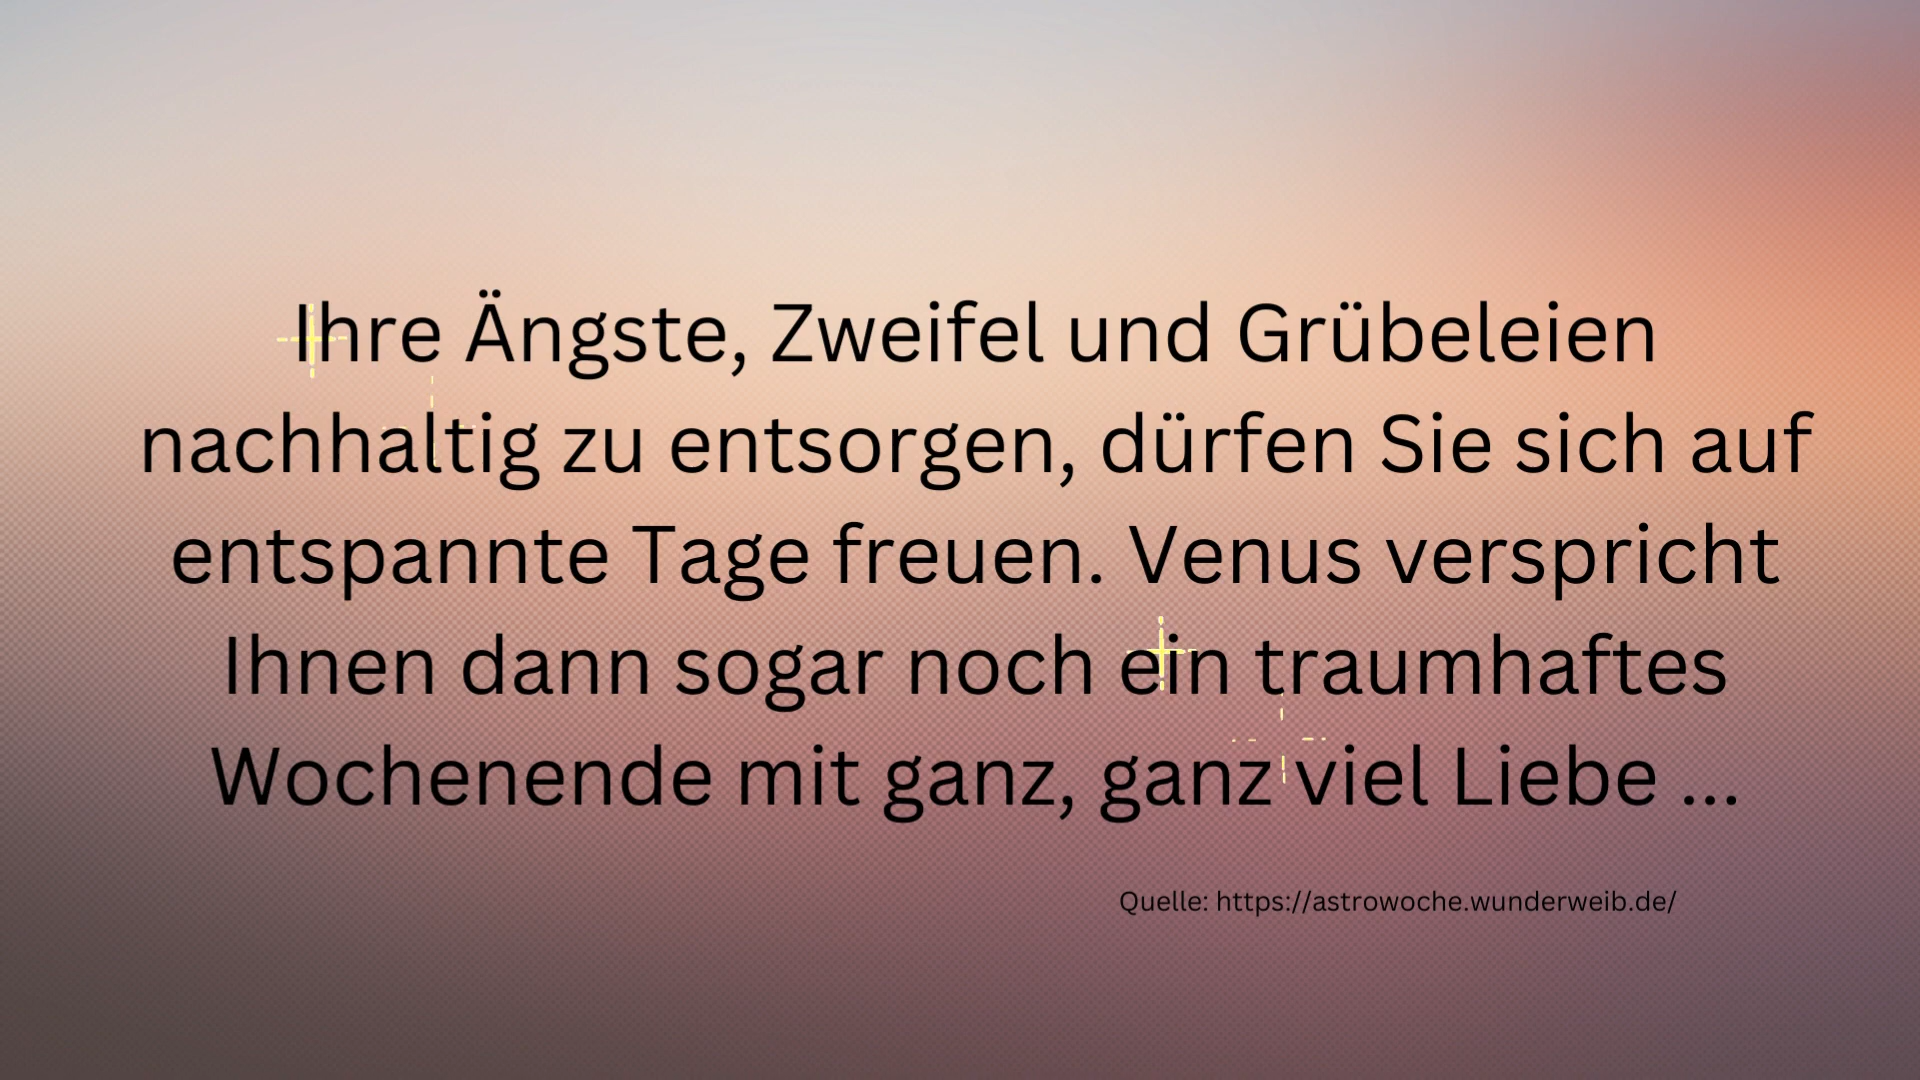 Ihre Ängste, Zweifel und Grübeleien
nachhaltig zu entsorgen, dürfen Sie sich auf
entspannte Tage freuen. Venus verspricht
Ihnen dann sogar noch ein traumhaftes
Wochenende mit ganz, ganz viel Liebe ...
Quelle: https://astrowoche.wunderweib.de/